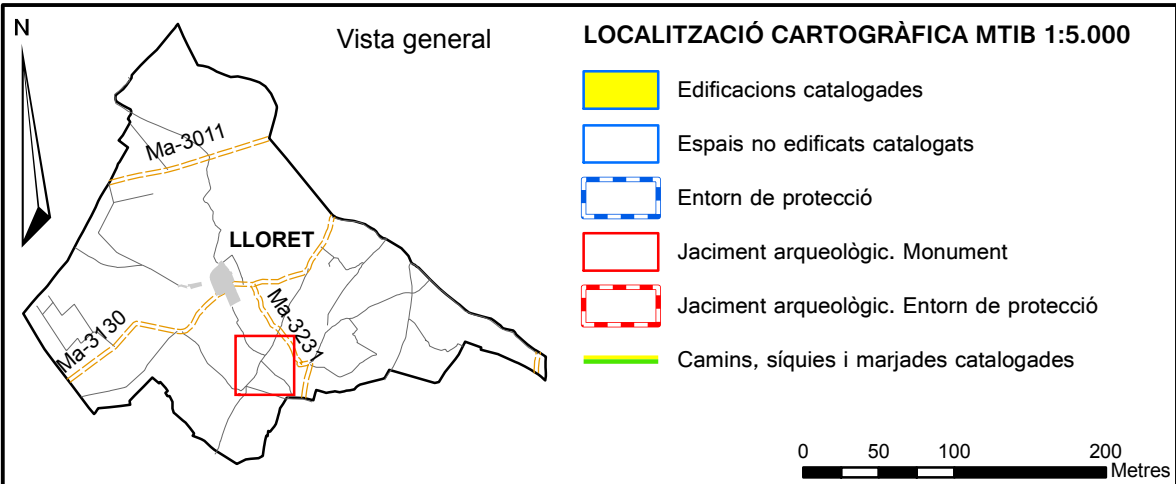 N
Vista general
Ma-3011
LLORET
Ma-3130
Ma-3231
LOCALITZACIÓ CARTOGRÀFICA MTIB 1:5.000
Edificacions catalogades
Espais no edificats catalogats
Entorn de protecció
Jaciment arqueològic. Monument
Jaciment arqueològic. Entorn de protecció
Camins, síquies i marjades catalogades
0 50 100 200
Metres